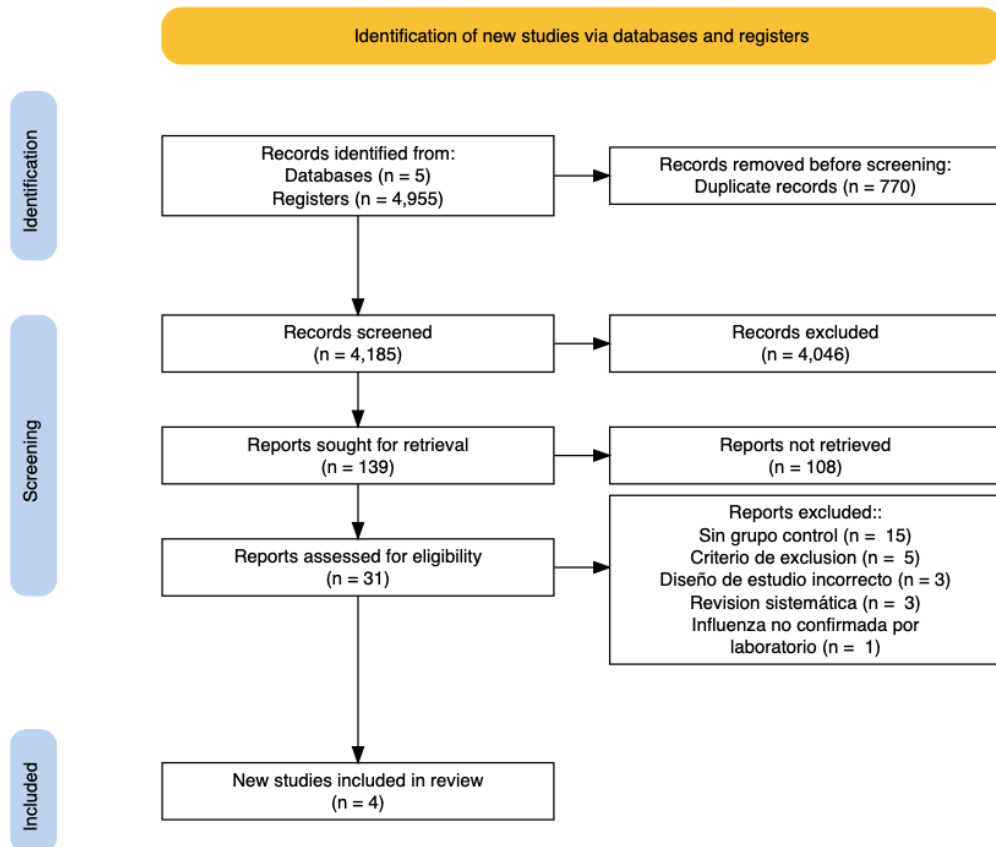 Identification of new studies via databases and registers
Identification
Records identified from:
Databases (n = 5)
Registers (n = 4,955)
Records removed before screening:
Duplicate records (n = 770)
Screening
Records screened
(n = 4,185)
Records excluded
(n = 4,046)
Reports sought for retrieval
(n = 139)
Reports not retrieved
(n = 108)
Reports assessed for eligibility
(n = 31)
Reports excluded::
Sin grupo control (n = 15)
Criterio de exclusion (n = 5)
Diseño de estudio incorrecto (n = 3)
Revision sistemática (n = 3)
Influenza no confirmada por
laboratorio (n = 1)
Included
New studies included in review
(n = 4)